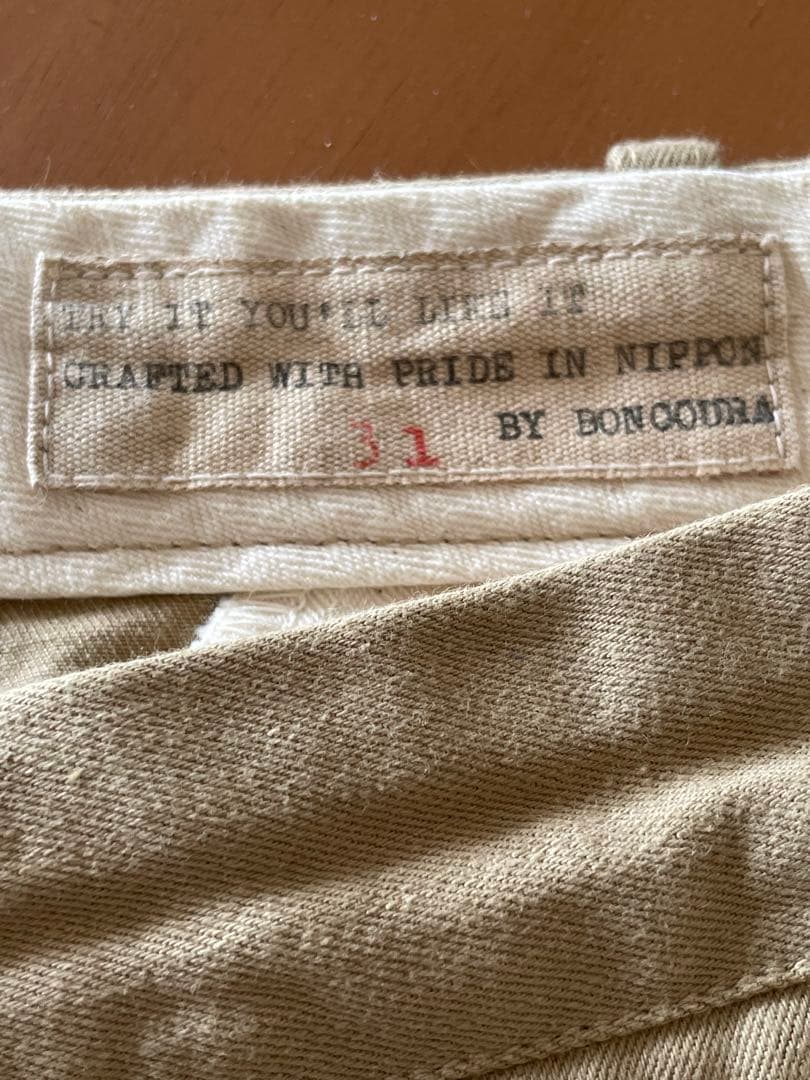 TRY IT YOU'LL LIKE IT
CRAFTED WITH PRIDE IN NIPPON
BY BONCOURA
31